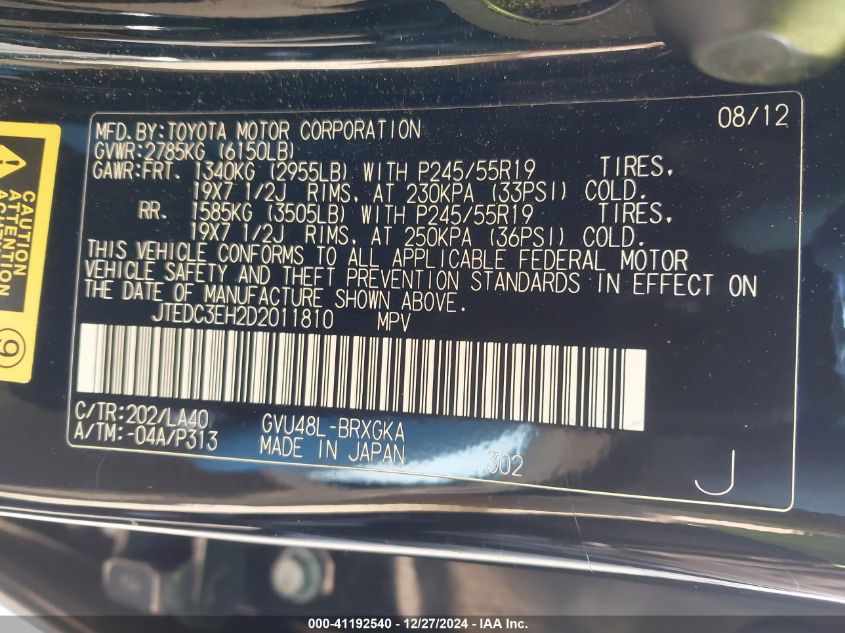 08/12
MFD. BY: TOYOTA MOTOR CORPORATION
GVWR: 2785KG (6150LB)
GAWR: FRT. 1340KG (2955LB) WITH P245/55R19 TIRES,
19X7 1/2J RIMS, AT 230KPA (33PSI) COLD.
RR. 1585KG (3505LB) WITH P245/55R19 TIRES,
19X7 1/2J RIMS, AT 250KPA (36PSI) COLD.
THIS VEHICLE CONFORMS TO ALL APPLICABLE FEDERAL MOTOR
VEHICLE SAFETY AND THEFT PREVENTION STANDARDS IN EFFECT ON
THE DATE OF MANUFACTURE SHOWN ABOVE.
JTEDC3EH2D2011810 MPV
C/TR: 202/LA40 GVU48L-BRXGKA
A/TM: -04A/P313 MADE IN JAPAN 302
J
CAUTION
ATTENTION
9
000-41192540 – 12/27/2024 – IAA Inc.